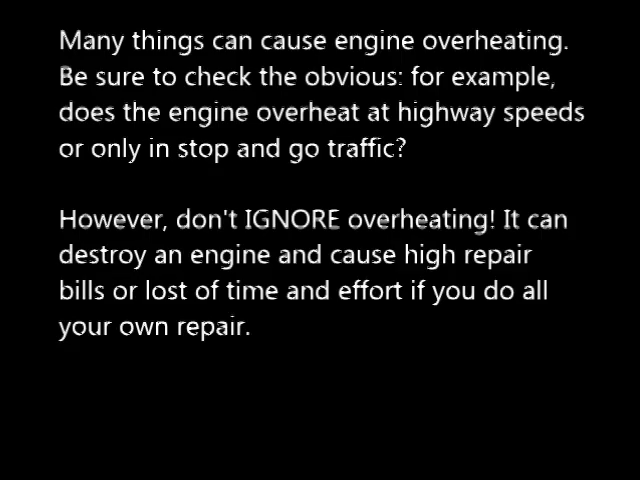 Many things can cause engine overheating.
Be sure to check the obvious: for example,
does the engine overheat at highway speeds
or only in stop and go traffic?
However, don't IGNORE overheating! It can
destroy an engine and cause high repair
bills or lost of time and effort if you do all
your own repair.